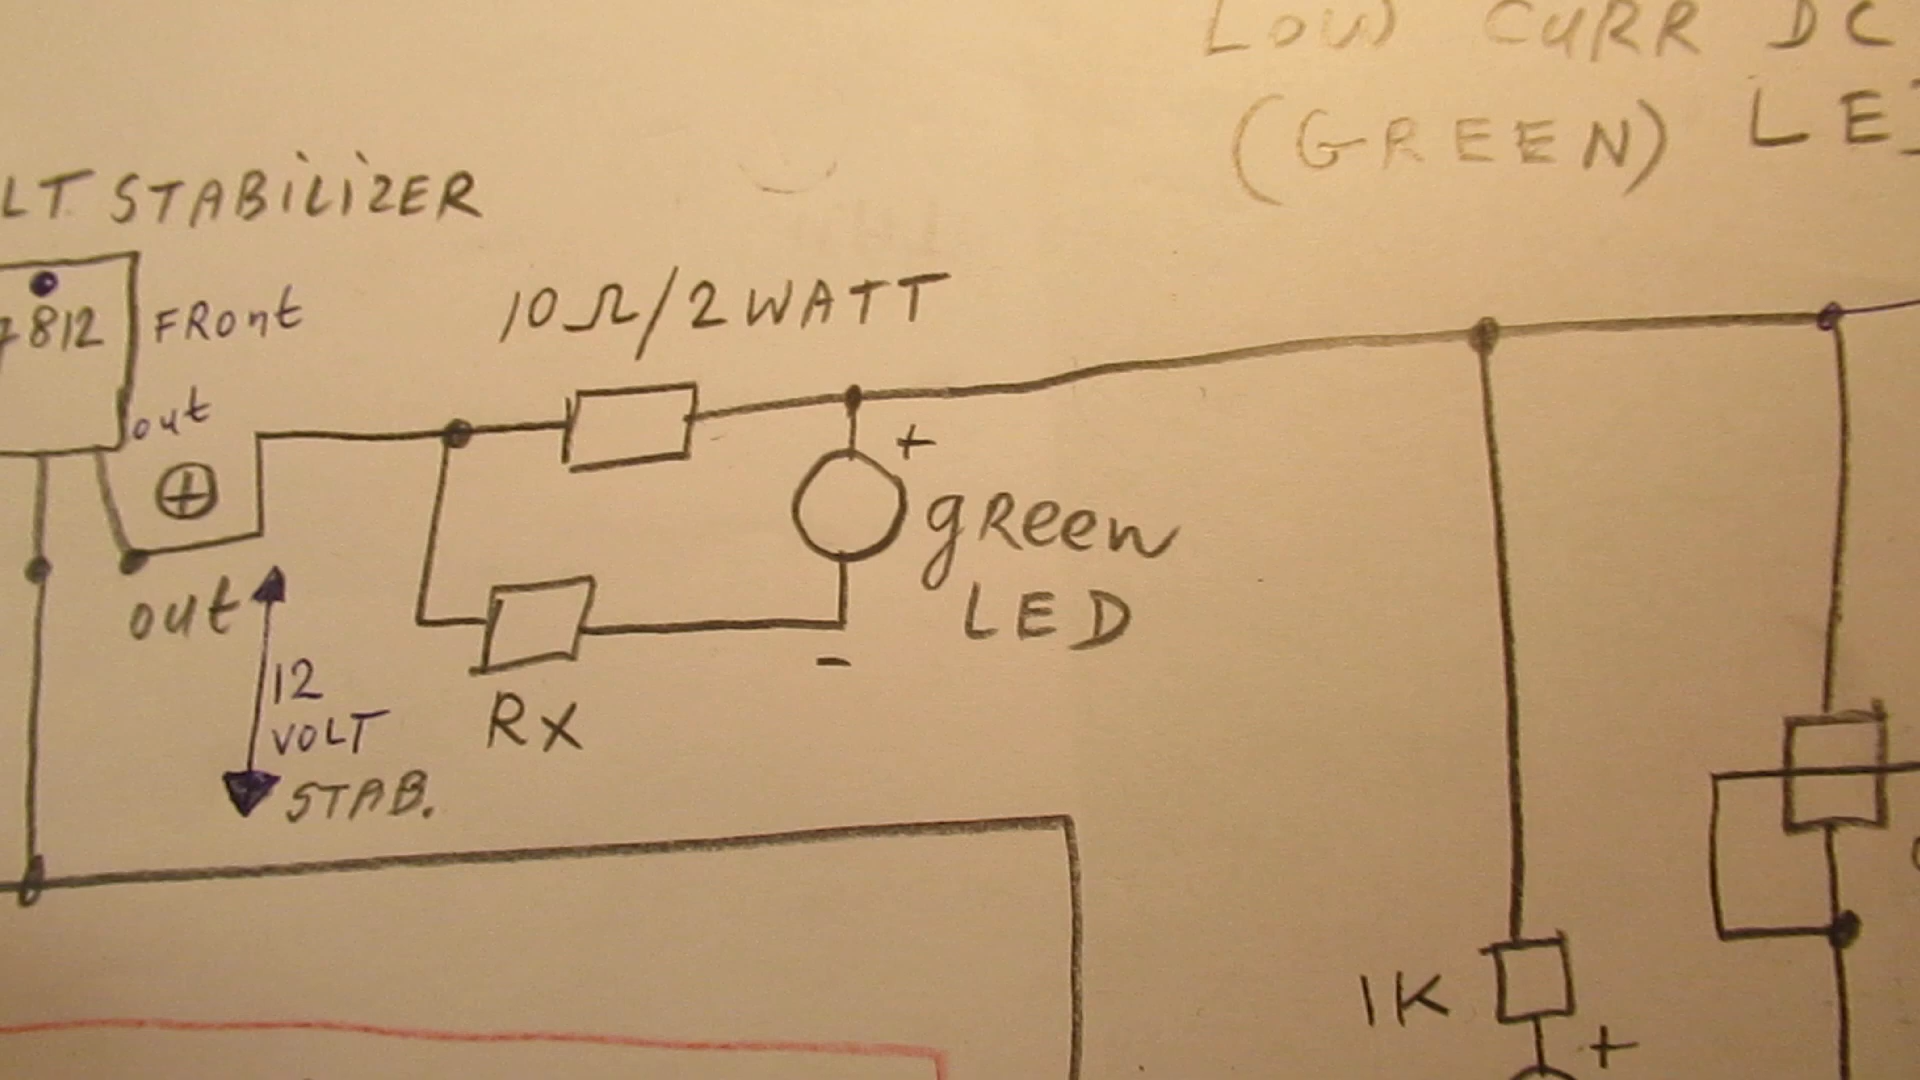 LOW CURR DC
(GREEN) LE
LT STABiLiZER
7812
FRont
out
+
10Ω/2WATT
+
gReen
LED
-
out
12
VOLT
STAB.
RX
1K
+